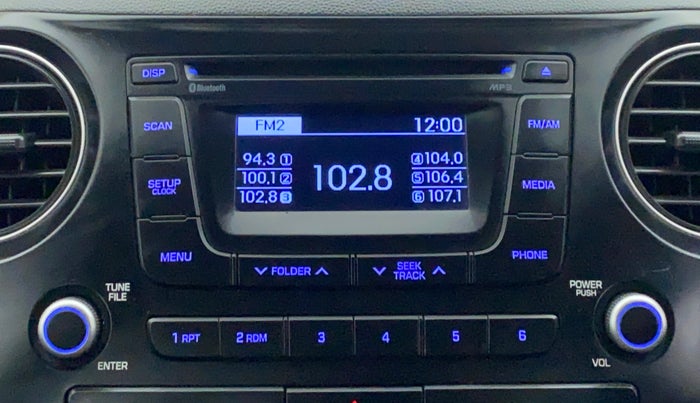 DISP
Bluetooth
MP3
SCAN
FM2 12:00
FM/AM
94.3 1 4 104.0
100.1 2 102.8 5 106.4
102.8 3 6 107.1
SETUP
CLOCK
MEDIA
MENU
FOLDER
SEEK
TRACK
PHONE
TUNE
FILE
POWER
PUSH
1 RPT 2 RDM 3 4 5 6
ENTER
VOL